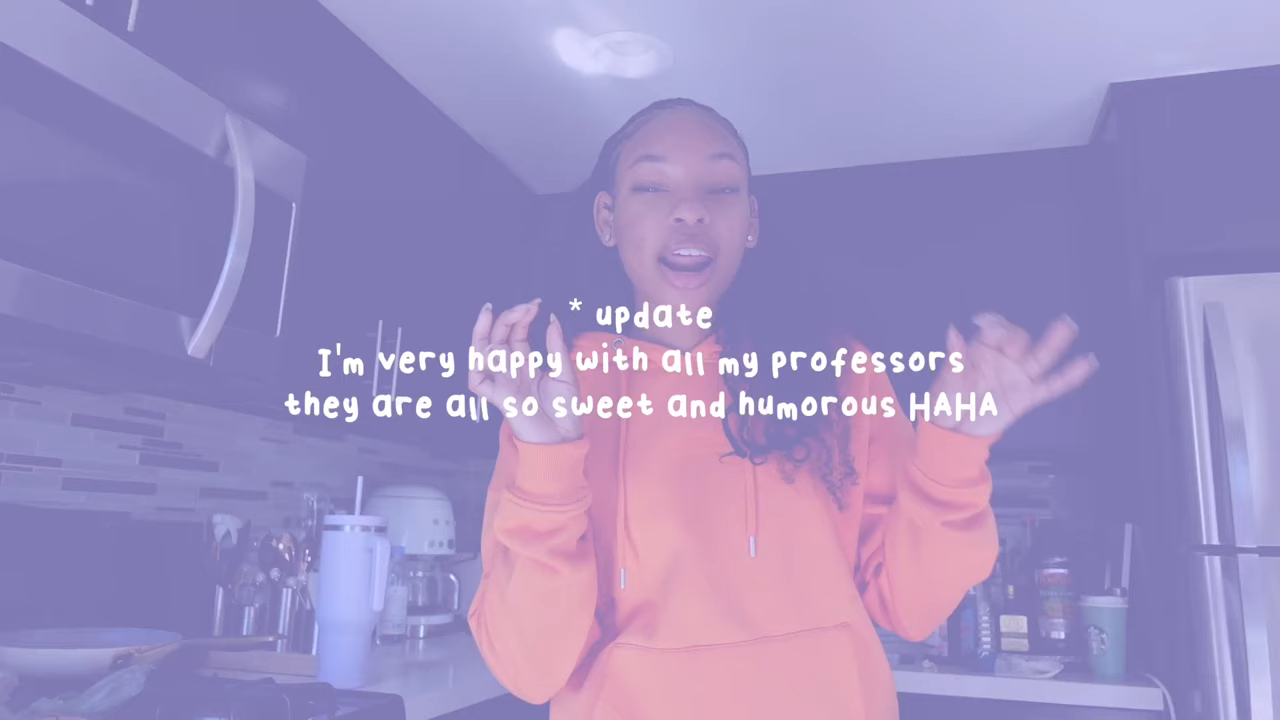 * update
I'm very happy with all my professors
they are all so sweet and humorous HAHA